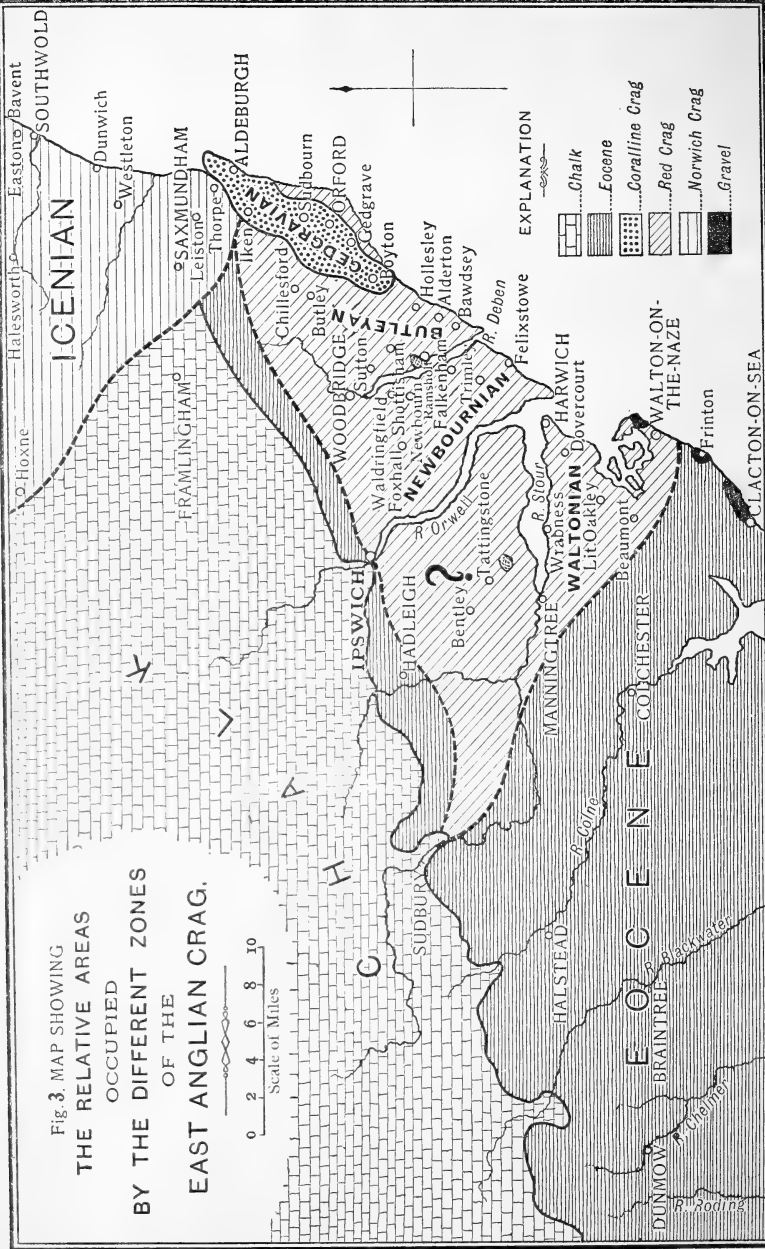 Fig. 3. MAP SHOWING
THE RELATIVE AREAS
OCCUPIED
BY THE DIFFERENT ZONES
OF THE
EAST ANGLIAN CRAG.
0 2 4 6 8 10
Scale of Miles
EXPLANATION
Chalk
Eocene
Coralline Crag
Red Crag
Norwich Crag
Gravel
Hoxne
Halesworth
Easton
Bavent
SOUTHWOLD
ICENIAN
Dunwich
Westleton
FRAMLINGHAM
SAXMUNDHAM
Leiston
Thorpe
ALDEBURGH
Iken
Sudbourn
GEDGRAVIAN
ORFORD
Gedgrave
Boyton
Chillesford
Butley
BUTLEYAN
Hollesley
Alderton
Bawdsey
WOODBRIDGE
Sutton
Shottisham
R. Deben
Waldringfield
Foxhall
Newbourn
Ramsholt
Falkenham
Trimley
Felixstowe
NEWBOURNIAN
CHALK
IPSWICH
R. Orwell
HADLEIGH
?
Bentley
Tattingstone
R. Stour
HARWICH
Dovercourt
SUDBURY
MANNINGTREE
Wrabness
WALTONIAN
Lit. Oakley
Beaumont
WALTON-ON-
THE-NAZE
Frinton
CLACTON-ON-SEA
COLCHESTER
R. Colne
HALSTEAD
EOCENE
R. Blackwater
BRAINTREE
DUNMOW
R. Chelmer
R. Roding